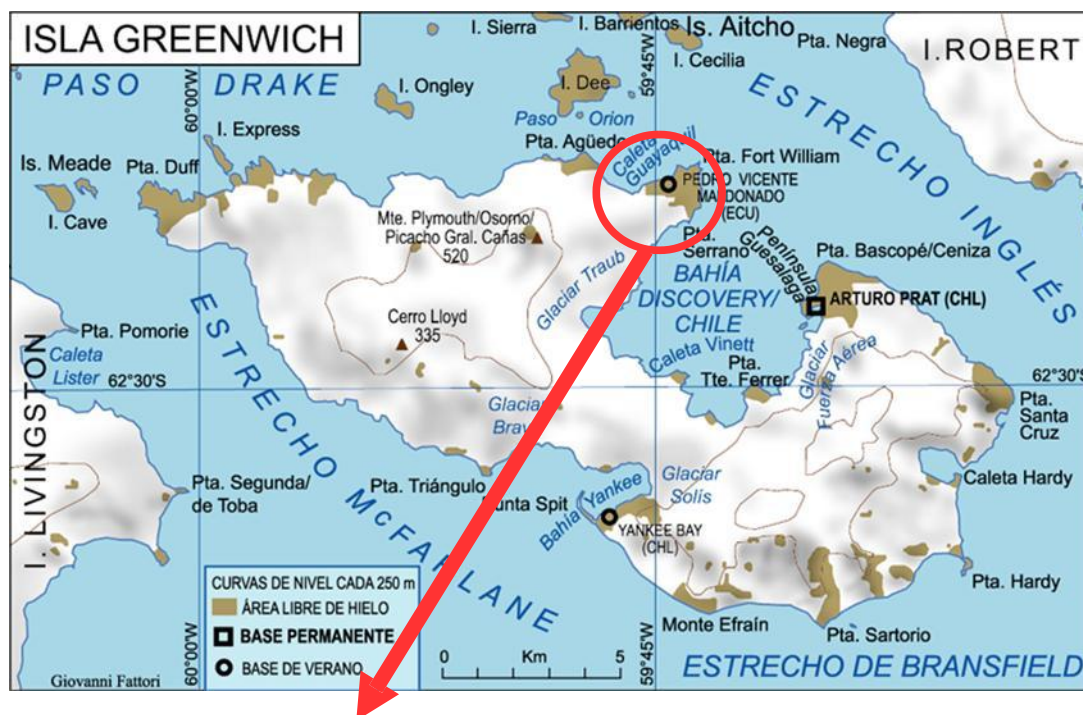 ISLA GREENWICH
I. Sierra
I. Barrientos
Is. Aitcho
Pta. Negra
I. ROBERT
I. Cecilia
PASO DRAKE
60°00'W
I. Ongley
I. Dee
59°45'W
Paso Orion
I. Express
Pta. Agüedo
Caleta
Guayaquil
Pta. Fort William
ESTRECHO INGLÉS
Is. Meade
Pta. Duff
PEDRO VICENTE
MALDONADO
(ECU)
I. Cave
Mte. Plymouth/Osorno/
Picacho Gral. Cañas
520
Pta.
Serrano
Península
Guesalaga
Pta. Bascopé/Ceniza
Glaciar Traub
BAHÍA
DISCOVERY/
CHILE
ARTURO PRAT (CHL)
Pta. Pomorie
Cerro Lloyd
335
Caleta
Lister
62°30'S
Caleta Vinett
Pta.
Tte. Ferrer
Glaciar
Fuerza Aérea
62°30'S
Glaciar
Bravo
Pta.
Santa
Cruz
I. LIVINGSTON
ESTRECHO McFARLANE
Pta. Segunda/
de Toba
Pta. Triángulo
Punta Spit
Bahía Yankee
Glaciar
Solis
Caleta Hardy
YANKEE BAY
(CHL)
Pta. Hardy
CURVAS DE NIVEL CADA 250 m
ÁREA LIBRE DE HIELO
BASE PERMANENTE
BASE DE VERANO
60°00'W
0 Km 5
59°45'W
Monte Efraín
Pta. Sartorio
ESTRECHO DE BRANSFIELD
Giovanni Fattori